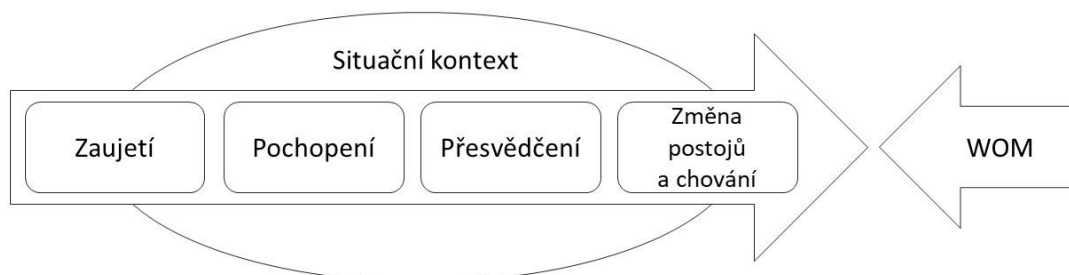 Situační kontext
Zaujetí
Pochopení
Přesvědčení
Změna
postojů
a chování
WOM